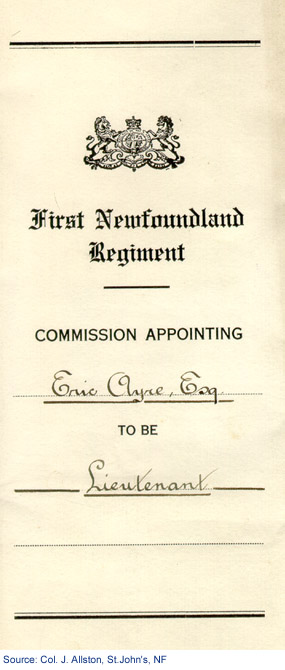 First Newfoundland
Regiment
COMMISSION APPOINTING
Eric Ayre, Esq.
TO BE
Lieutenant
Source: Col. J. Allston, St.John's, NF